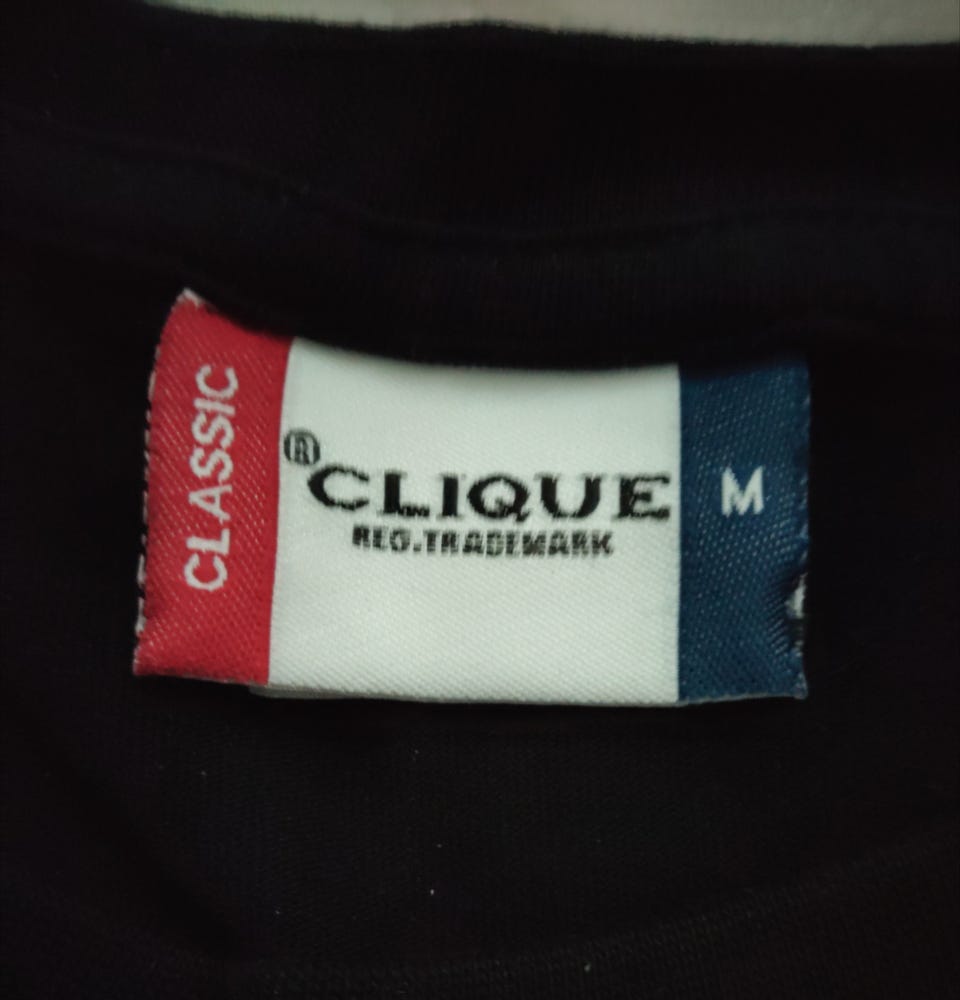 CLASSIC
®
CLIQUE
REG.TRADEMARK
M